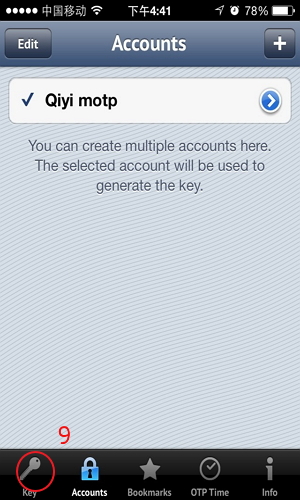 中国移动 下午4:41 78%
Edit Accounts +
Qiyi motp
You can create multiple accounts here.
The selected account will be used to
generate the key.
9
Key Accounts Bookmarks OTP Time Info